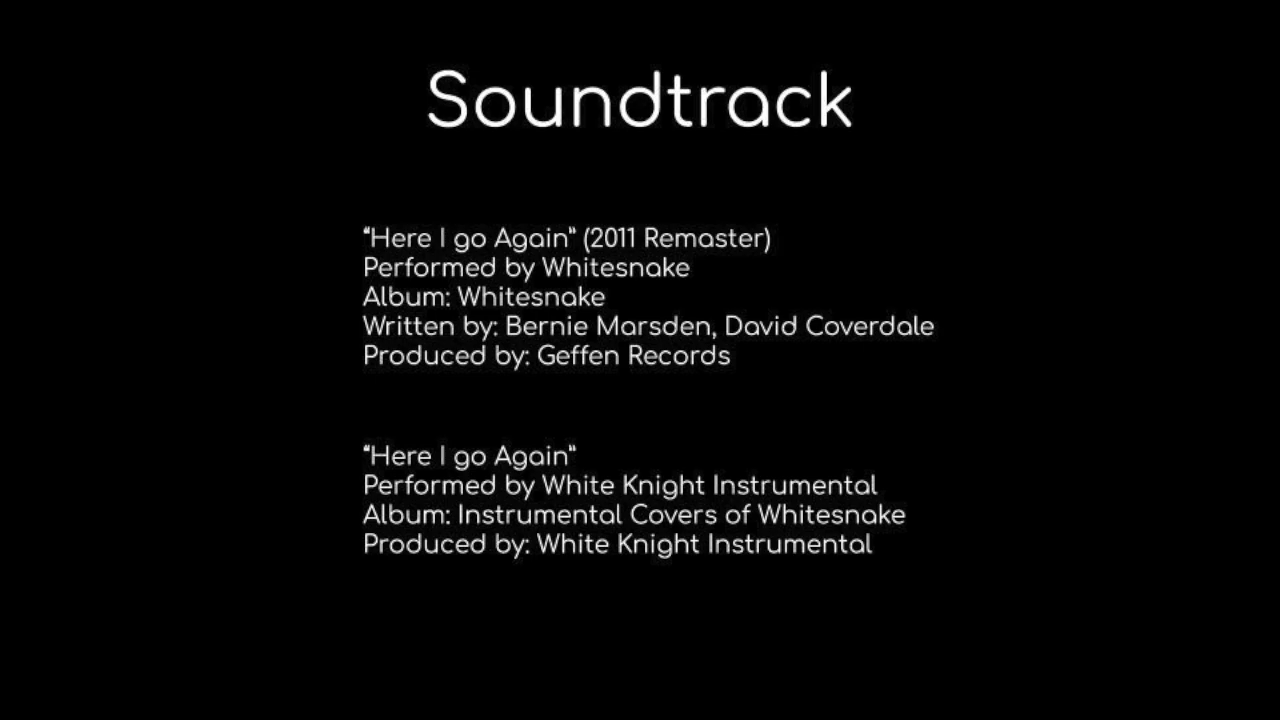 Soundtrack
“Here I go Again” (2011 Remaster)
Performed by Whitesnake
Album: Whitesnake
Written by: Bernie Marsden, David Coverdale
Produced by: Geffen Records
“Here I go Again”
Performed by White Knight Instrumental
Album: Instrumental Covers of Whitesnake
Produced by: White Knight Instrumental